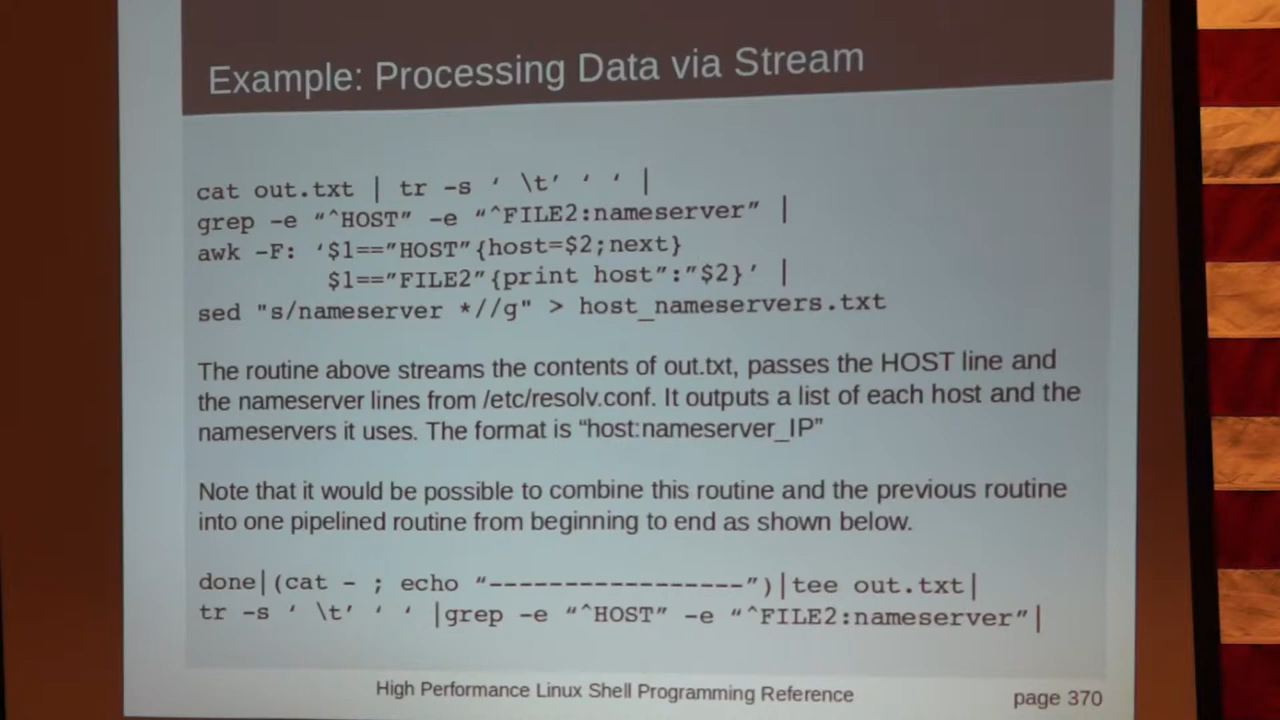 Example: Processing Data via Stream
cat out.txt | tr -s ‘ \t’ ‘ ‘ |
grep -e “^HOST” -e “^FILE2:nameserver” |
awk -F: ‘$1==”HOST”{host=$2;next}
$1==”FILE2”{print host”:”$2}’ |
sed "s/nameserver *//g" > host_nameservers.txt
The routine above streams the contents of out.txt, passes the HOST line and
the nameserver lines from /etc/resolv.conf. It outputs a list of each host and the
nameservers it uses. The format is “host:nameserver_IP”
Note that it would be possible to combine this routine and the previous routine
into one pipelined routine from beginning to end as shown below.
done|(cat - ; echo “------------------”)|tee out.txt|
tr -s ‘ \t’ ‘ ‘ |grep -e “^HOST” -e “^FILE2:nameserver”|
High Performance Linux Shell Programming Reference
page 370